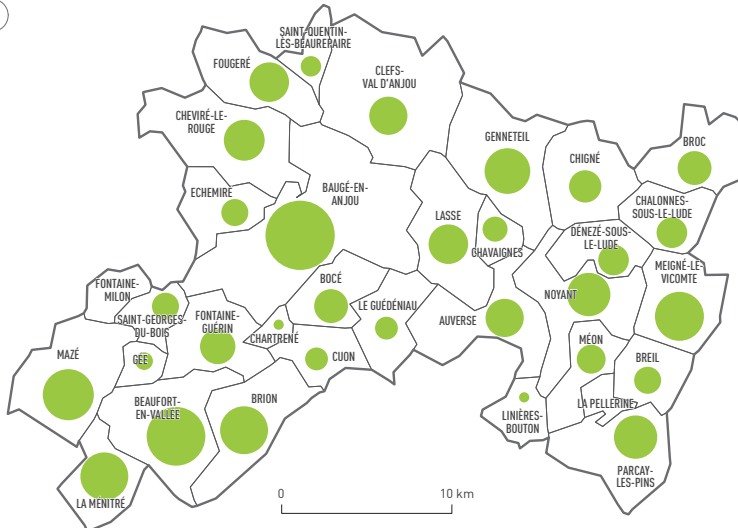 SAINT-QUENTIN-
LÈS-BEAUREPAIRE
FOUGERÉ
CLEFS-
VAL D'ANJOU
CHEVIRÉ-LE-
ROUGE
GENNETEIL
CHIGNÉ
BROC
ECHEMIRÉ
BAUGÉ-EN-
ANJOU
LASSE
CHAVAIGNES
CHALONNES-
SOUS-LE-LUDE
DÉNEZÉ-SOUS-
LE-LUDE
MEIGNÉ-LE-
VICOMTE
FONTAINE-
MILON
BOCÉ
LE GUÉDÉNIAU
NOYANT
SAINT-GEORGES-
DU-BOIS
FONTAINE-
GUÉRIN
CHARTRENÉ
AUVERSE
MAZÉ
GÉE
CUON
MÉON
BREIL
BEAUFORT-
EN-VALLÉE
BRION
LA PELLERINE
LINIÈRES-
BOUTON
PARCAY-
LES-PINS
LA MÉNITRÉ
0
10 km